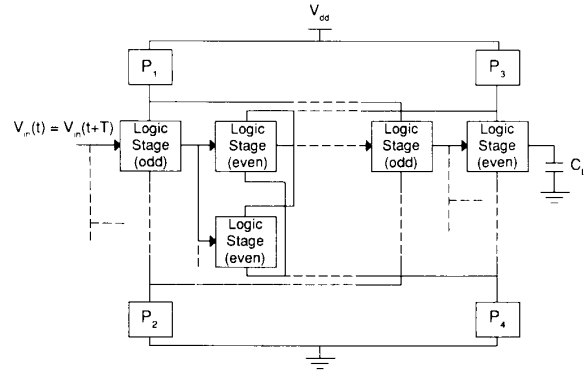 V_dd
P_1
P_3
V_in(t) = V_in(t+T)
Logic
Stage
(odd)
Logic
Stage
(even)
Logic
Stage
(odd)
Logic
Stage
(even)
C_L
Logic
Stage
(even)
P_2
P_4